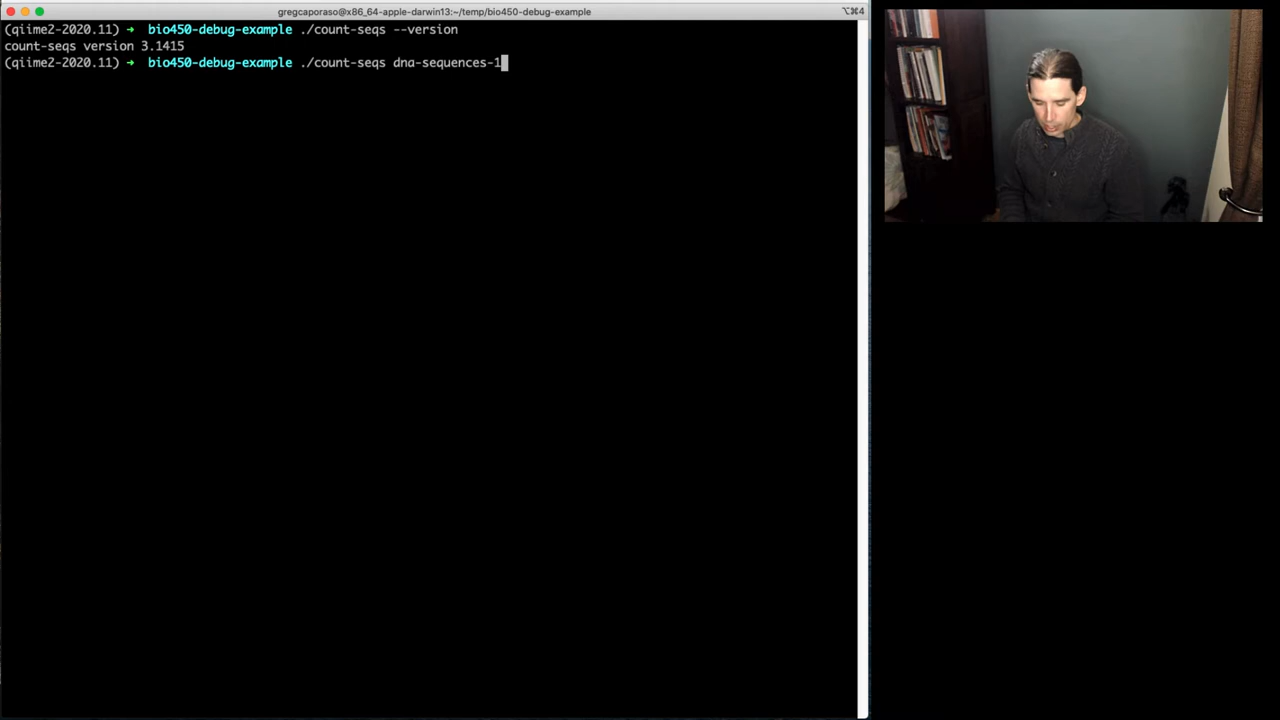 gregcaporaso@x86_64-apple-darwin13:~/temp/bio450-debug-example
⌥⌘4
(qiime2-2020.11) ➜ bio450-debug-example ./count-seqs --version
count-seqs version 3.1415
(qiime2-2020.11) ➜ bio450-debug-example ./count-seqs dna-sequences-1